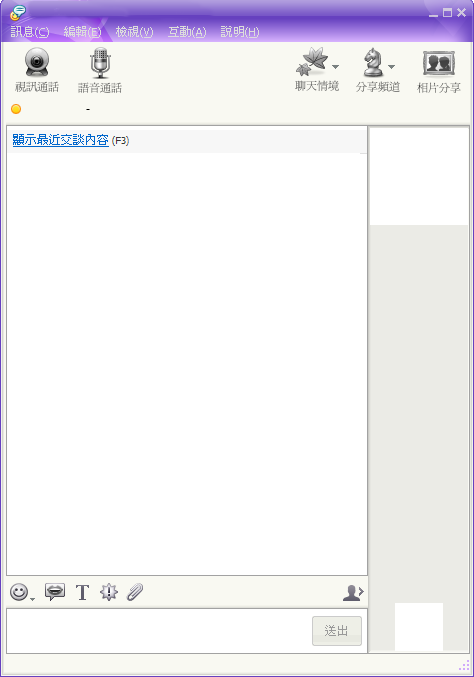 訊息(C) 編輯(E) 檢視(V) 互動(A) 說明(H)
視訊通話 語音通話 聊天情境 分享頻道 相片分享
-
顯示最近交談內容 (F3)
T
送出